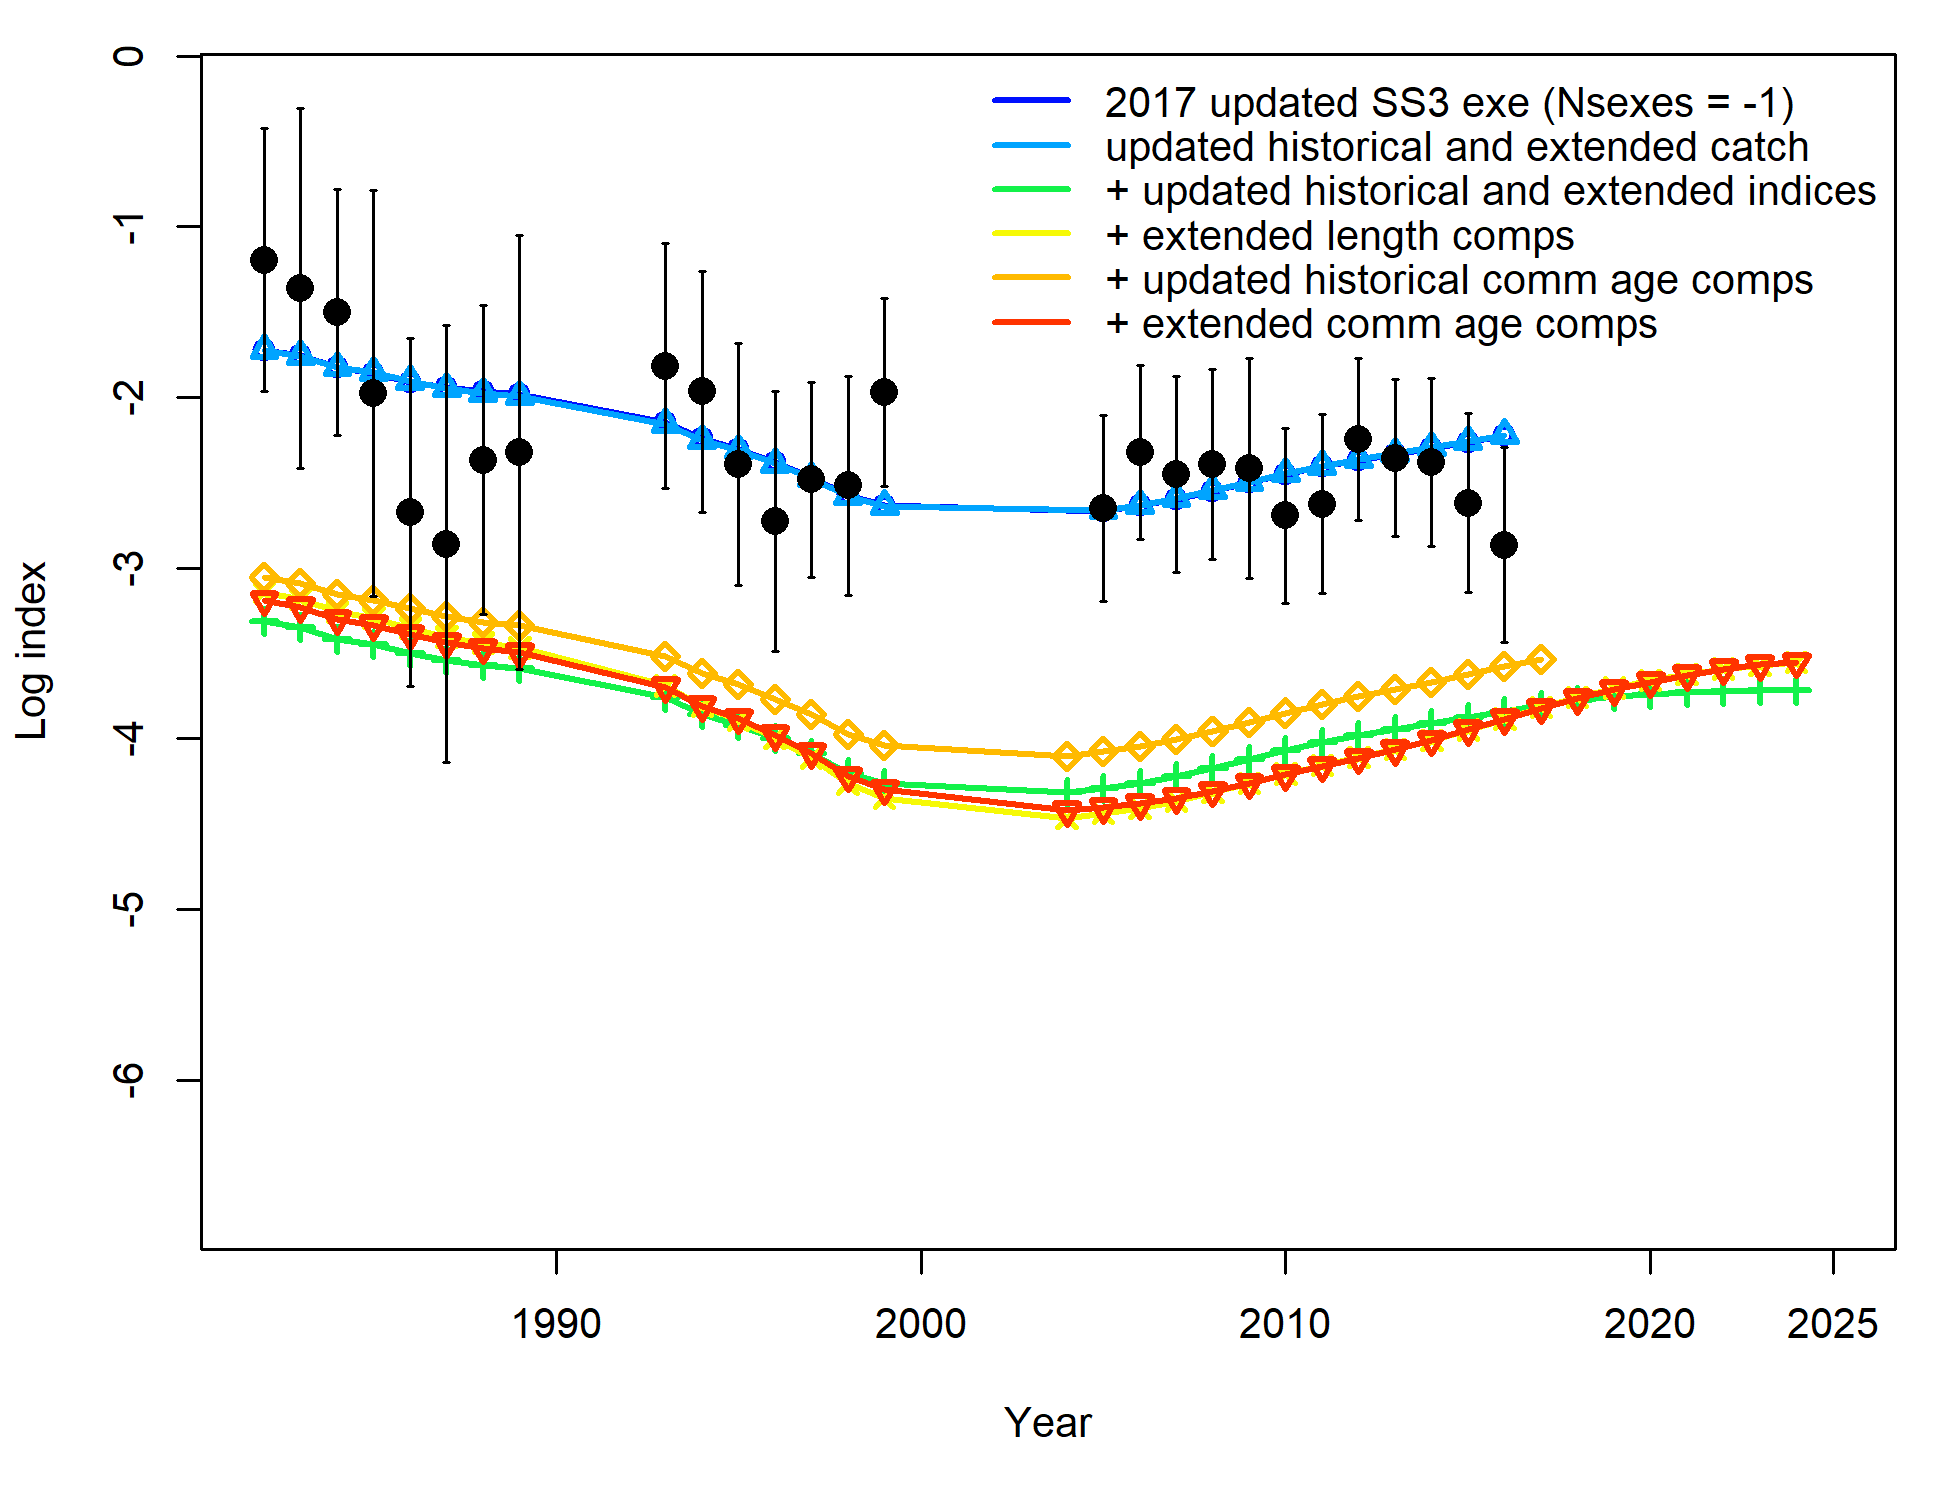 0
-1
-2
-3
-4
-5
-6
Log index
2017 updated SS3 exe (Nsexes = -1)
updated historical and extended catch
+ updated historical and extended indices
+ extended length comps
+ updated historical comm age comps
+ extended comm age comps
1990
2000
2010
2020
2025
Year